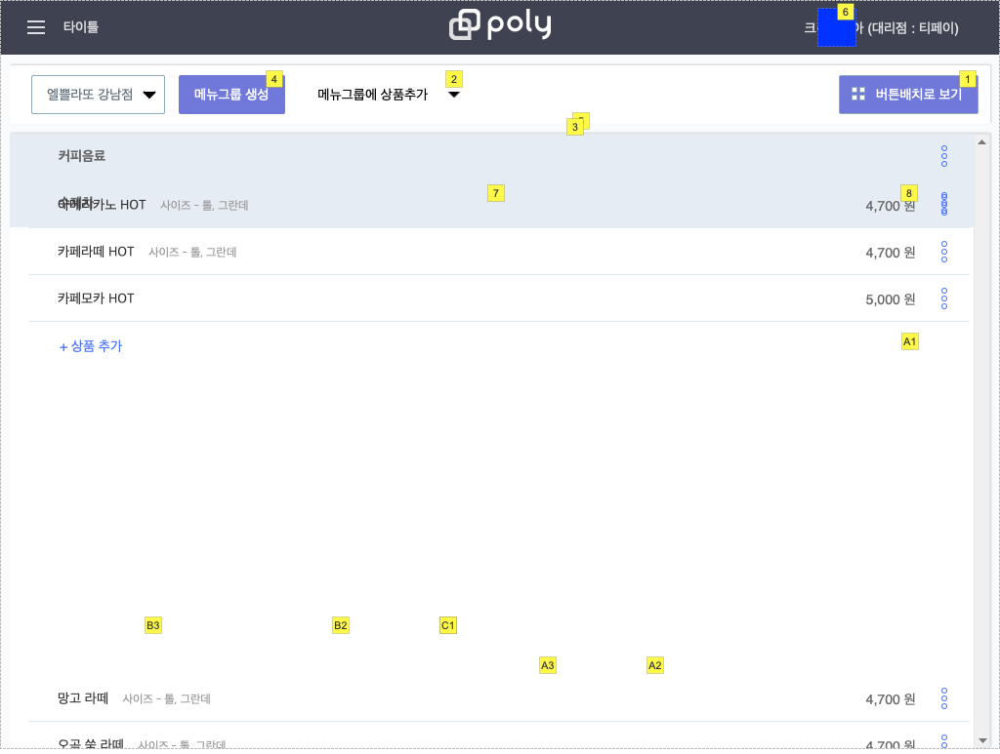 타이틀
poly
6
(대리점 : 티페이)
엘쁠라또 강남점
메뉴그룹 생성
4
메뉴그룹에 상품추가
2
버튼배치로 보기
1
3
커피음료
7
8
아메리카노 HOT 사이즈 - 톨, 그란데 4,700 원
카페라떼 HOT 사이즈 - 톨, 그란데 4,700 원
카페모카 HOT 5,000 원
+ 상품 추가
A1
B3
B2
C1
A3
A2
망고 라떼 사이즈 - 톨, 그란데 4,700 원
오곡 쑥 라떼 사이즈 - 톨, 그란데 4,700 원